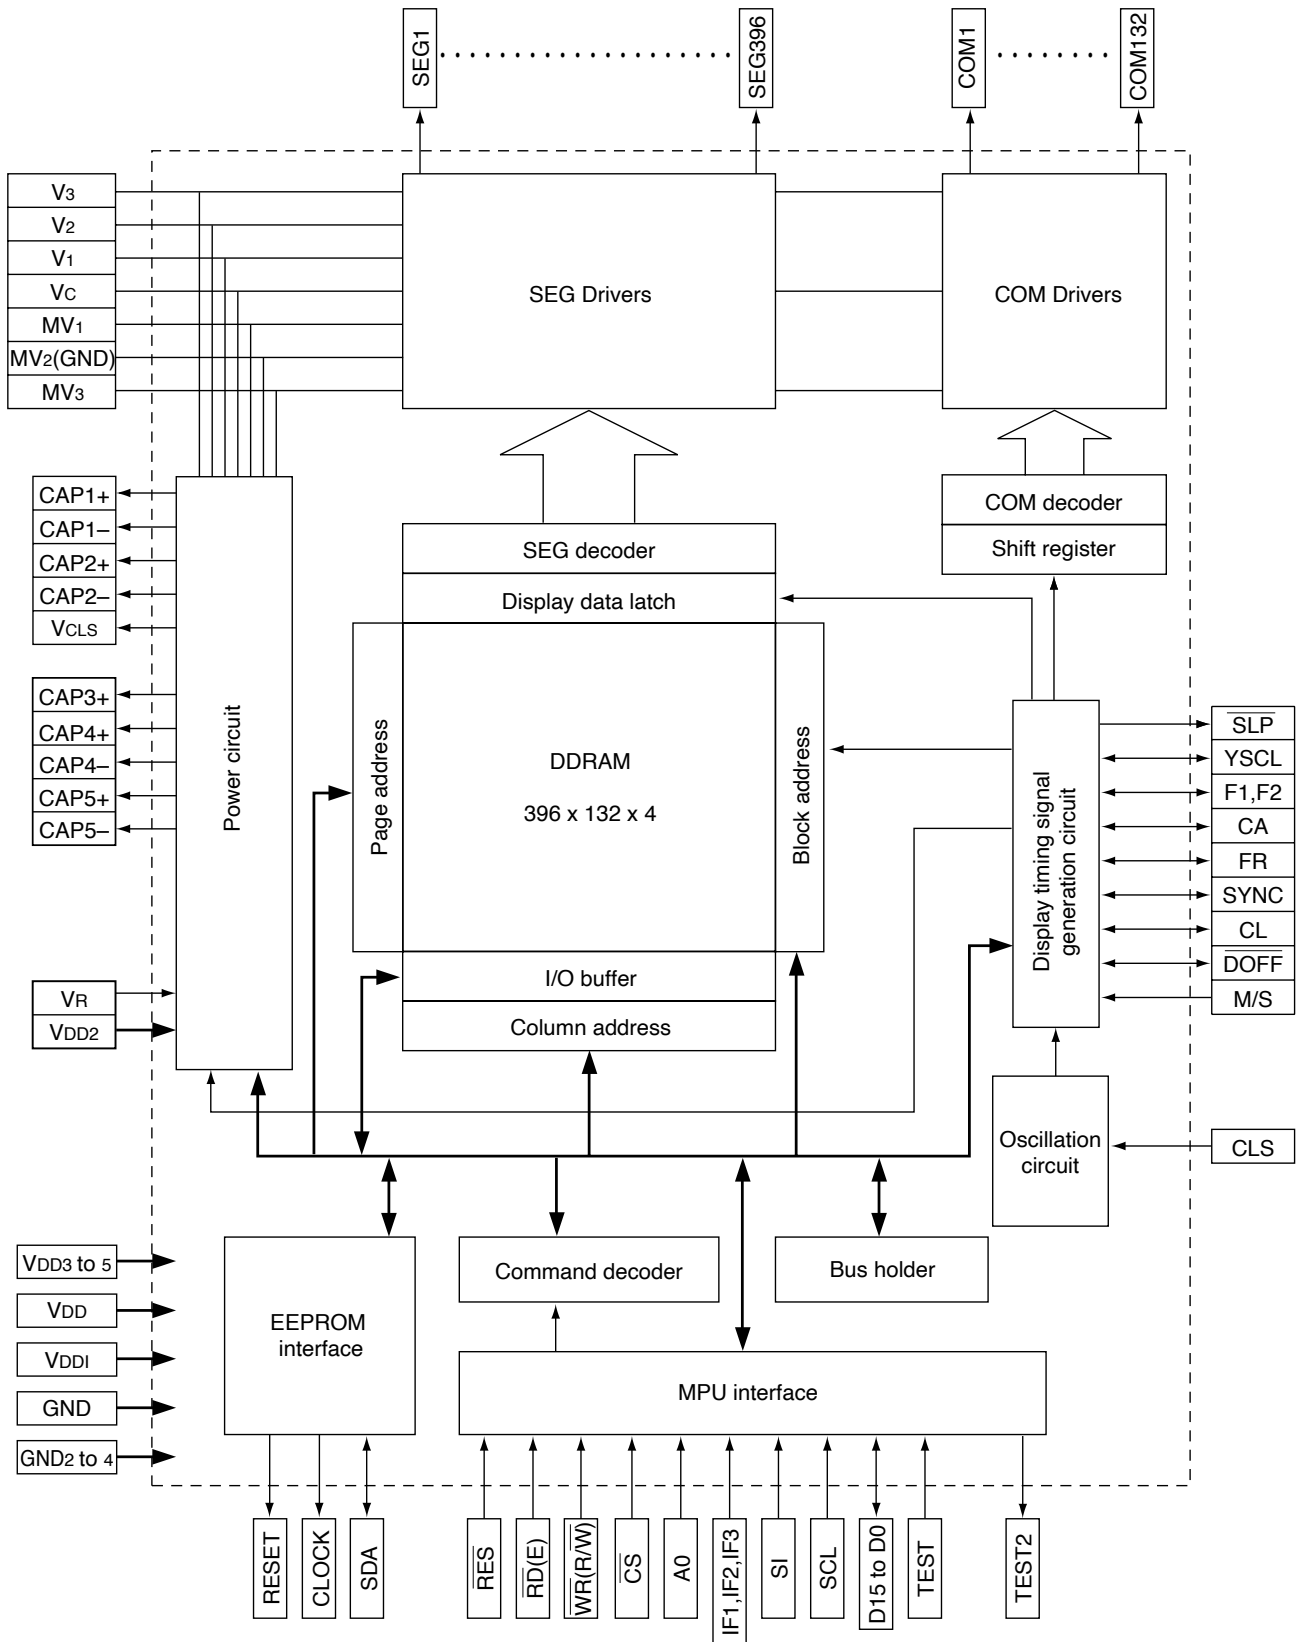 SEG1
SEG396
COM1
COM132
V3
V2
V1
VC
MV1
MV2(GND)
MV3
SEG Drivers
COM Drivers
CAP1+
CAP1–
CAP2+
CAP2–
VCLS
CAP3+
CAP4+
CAP4–
CAP5+
CAP5–
VR
VDD2
Power circuit
SEG decoder
Display data latch
Page address
DDRAM
396 x 132 x 4
Block address
I/O buffer
Column address
COM decoder
Shift register
Display timing signal
generation circuit
SLP
YSCL
F1,F2
CA
FR
SYNC
CL
DOFF
M/S
Oscillation
circuit
CLS
VDD3 to 5
VDD
VDDI
GND
GND2 to 4
EEPROM
interface
Command decoder
Bus holder
MPU interface
RESET
CLOCK
SDA
RES
RD(E)
WR(R/W)
CS
A0
IF1,IF2,IF3
SI
SCL
D15 to D0
TEST
TEST2